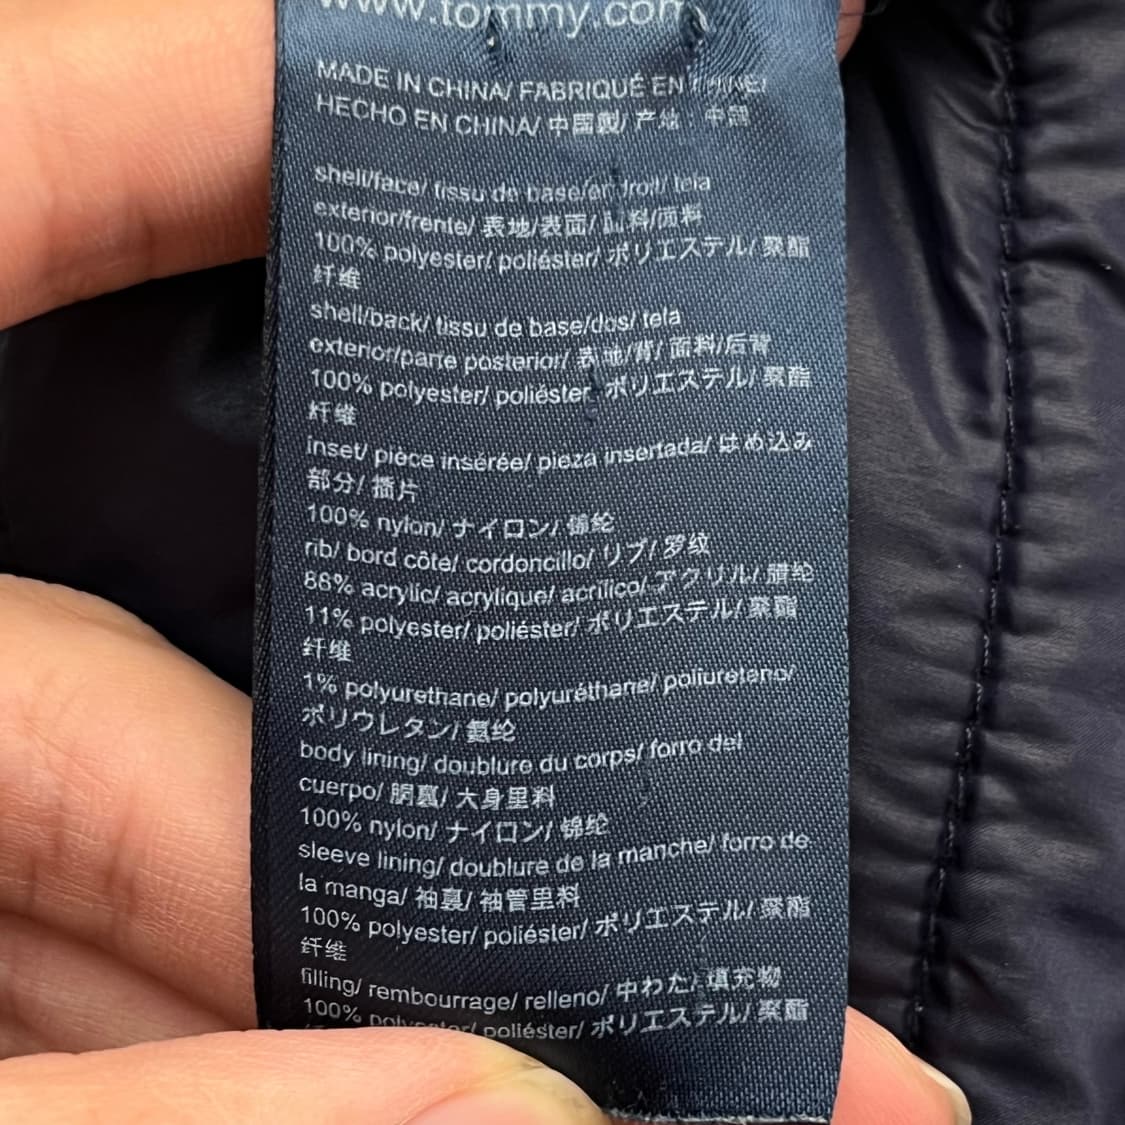 www.tommy.com
MADE IN CHINA/ FABRIQUÉ EN CHINE/
HECHO EN CHINA/ 中国製/ 产地 中国
shell/face/ tissu de base/endroit/ tela
exterior/frente/ 表地/表面/ 面料/面料
100% polyester/ poliéster/ ポリエステル/ 聚酯
纤维
shell/back/ tissu de base/dos/ tela
exterior/parte posterior/ 表地/背/ 面料/后背
100% polyester/ poliéster/ ポリエステル/ 聚酯
纤维
inset/ pièce insérée/ pieza insertada/ はめ込み
部分/ 插片
100% nylon/ ナイロン/ 锦纶
rib/ bord côte/ cordoncillo/ リブ/ 罗纹
88% acrylic/ acrylique/ acrílico/ アクリル/ 腈纶
11% polyester/ poliéster/ ポリエステル/ 聚酯
纤维
1% polyurethane/ polyuréthane/ poliuretano/
ポリウレタン/ 氨纶
body lining/ doublure du corps/ forro del
cuerpo/ 胴裏/ 大身里料
100% nylon/ ナイロン/ 锦纶
sleeve lining/ doublure de la manche/ forro de
la manga/ 袖裏/ 袖管里料
100% polyester/ poliéster/ ポリエステル/ 聚酯
纤维
filling/ rembourrage/ relleno/ 中わた/ 填充物
100% polyester/ poliéster/ ポリエステル/ 聚酯